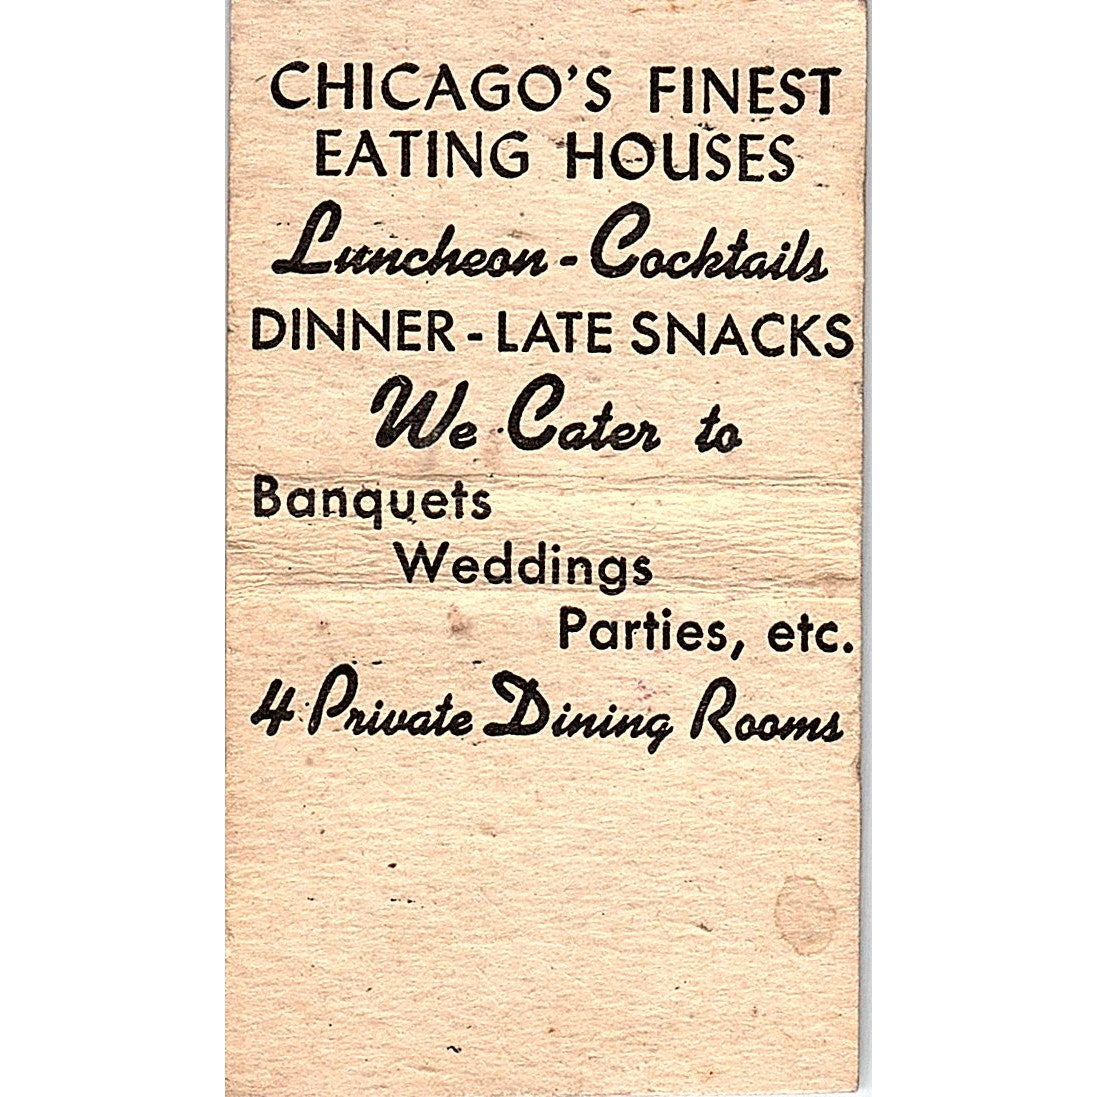 CHICAGO'S FINEST
EATING HOUSES
Luncheon - Cocktails
DINNER - LATE SNACKS
We Cater to
Banquets
Weddings
Parties, etc.
4 Private Dining Rooms